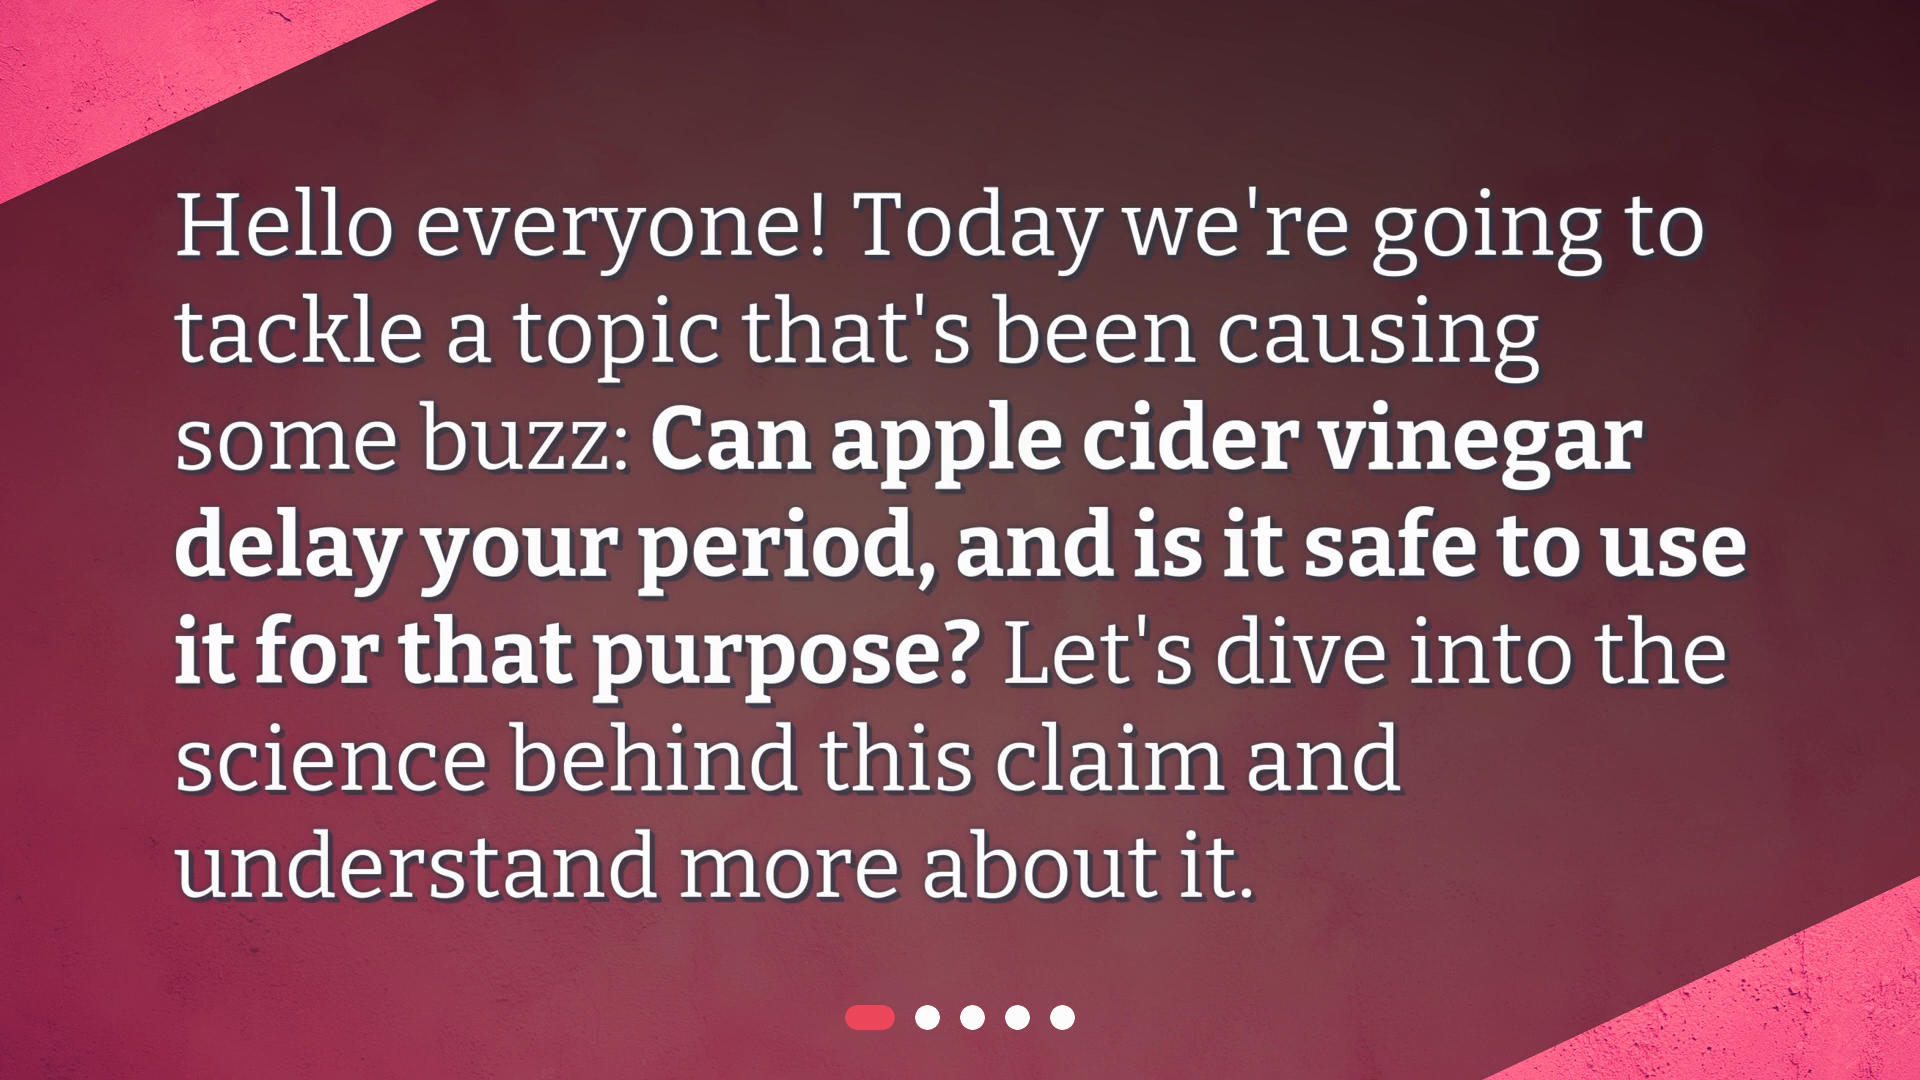 Hello everyone! Today we're going to
tackle a topic that's been causing
some buzz: Can apple cider vinegar
delay your period, and is it safe to use
it for that purpose? Let's dive into the
science behind this claim and
understand more about it.